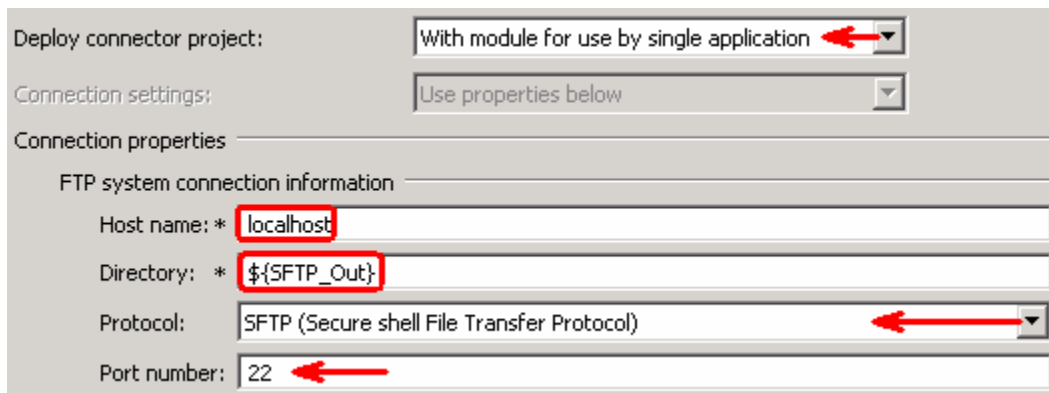 Deploy connector project: With module for use by single application
Connection settings: Use properties below
Connection properties
FTP system connection information
Host name: * localhost
Directory: * ${SFTP_Out}
Protocol: SFTP (Secure shell File Transfer Protocol)
Port number: 22